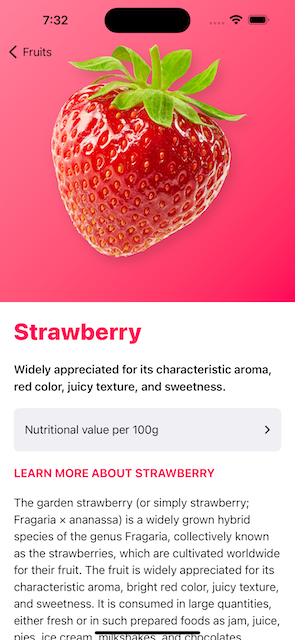 7:32
Fruits
Strawberry
Widely appreciated for its characteristic aroma,
red color, juicy texture, and sweetness.
Nutritional value per 100g
LEARN MORE ABOUT STRAWBERRY
The garden strawberry (or simply strawberry;
Fragaria × ananassa) is a widely grown hybrid
species of the genus Fragaria, collectively known
as the strawberries, which are cultivated worldwide
for their fruit. The fruit is widely appreciated for its
characteristic aroma, bright red color, juicy texture,
and sweetness. It is consumed in large quantities,
either fresh or in such prepared foods as jam, juice,
pies, ice cream, milkshakes, and chocolates.